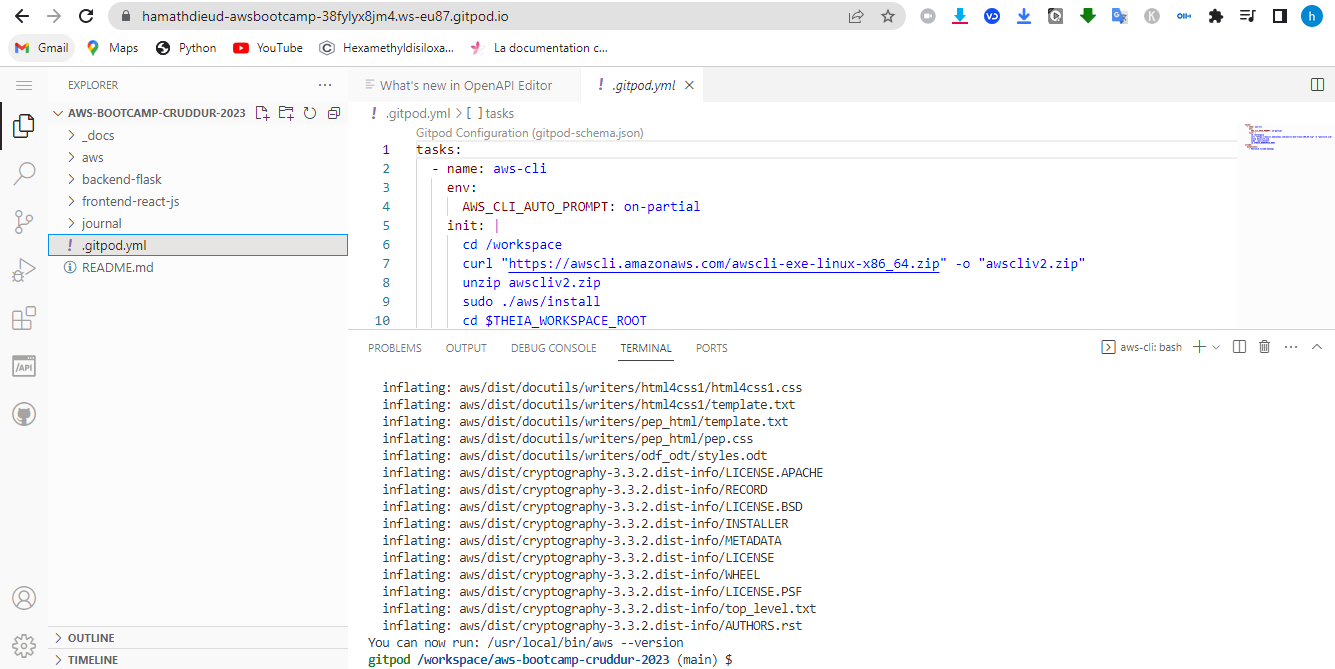 hamathdieud-awsbootcamp-38fylyx8jm4.ws-eu87.gitpod.io
Gmail Maps Python YouTube Hexamethyldisiloxa... La documentation c...
EXPLORER
AWS-BOOTCAMP-CRUDDUR-2023
_docs
aws
backend-flask
frontend-react-js
journal
! .gitpod.yml
README.md
OUTLINE
TIMELINE
What's new in OpenAPI Editor ! .gitpod.yml
! .gitpod.yml > [ ] tasks
Gitpod Configuration (gitpod-schema.json)
1 tasks:
2 - name: aws-cli
3 env:
4 AWS_CLI_AUTO_PROMPT: on-partial
5 init: |
6 cd /workspace
7 curl "https://awscli.amazonaws.com/awscli-exe-linux-x86_64.zip" -o "awscliv2.zip"
8 unzip awscliv2.zip
9 sudo ./aws/install
10 cd $THEIA_WORKSPACE_ROOT
PROBLEMS OUTPUT DEBUG CONSOLE TERMINAL PORTS
aws-cli: bash
inflating: aws/dist/docutils/writers/html4css1/html4css1.css
inflating: aws/dist/docutils/writers/html4css1/template.txt
inflating: aws/dist/docutils/writers/pep_html/template.txt
inflating: aws/dist/docutils/writers/pep_html/pep.css
inflating: aws/dist/docutils/writers/odf_odt/styles.odt
inflating: aws/dist/cryptography-3.3.2.dist-info/LICENSE.APACHE
inflating: aws/dist/cryptography-3.3.2.dist-info/RECORD
inflating: aws/dist/cryptography-3.3.2.dist-info/LICENSE.BSD
inflating: aws/dist/cryptography-3.3.2.dist-info/INSTALLER
inflating: aws/dist/cryptography-3.3.2.dist-info/METADATA
inflating: aws/dist/cryptography-3.3.2.dist-info/LICENSE
inflating: aws/dist/cryptography-3.3.2.dist-info/WHEEL
inflating: aws/dist/cryptography-3.3.2.dist-info/LICENSE.PSF
inflating: aws/dist/cryptography-3.3.2.dist-info/top_level.txt
inflating: aws/dist/cryptography-3.3.2.dist-info/AUTHORS.rst
You can now run: /usr/local/bin/aws --version
gitpod /workspace/aws-bootcamp-cruddur-2023 (main) $